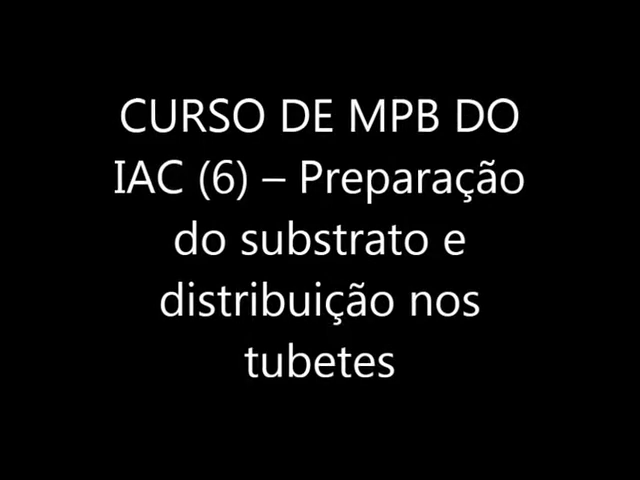 CURSO DE MPB DO
IAC (6) – Preparação
do substrato e
distribuição nos
tubetes